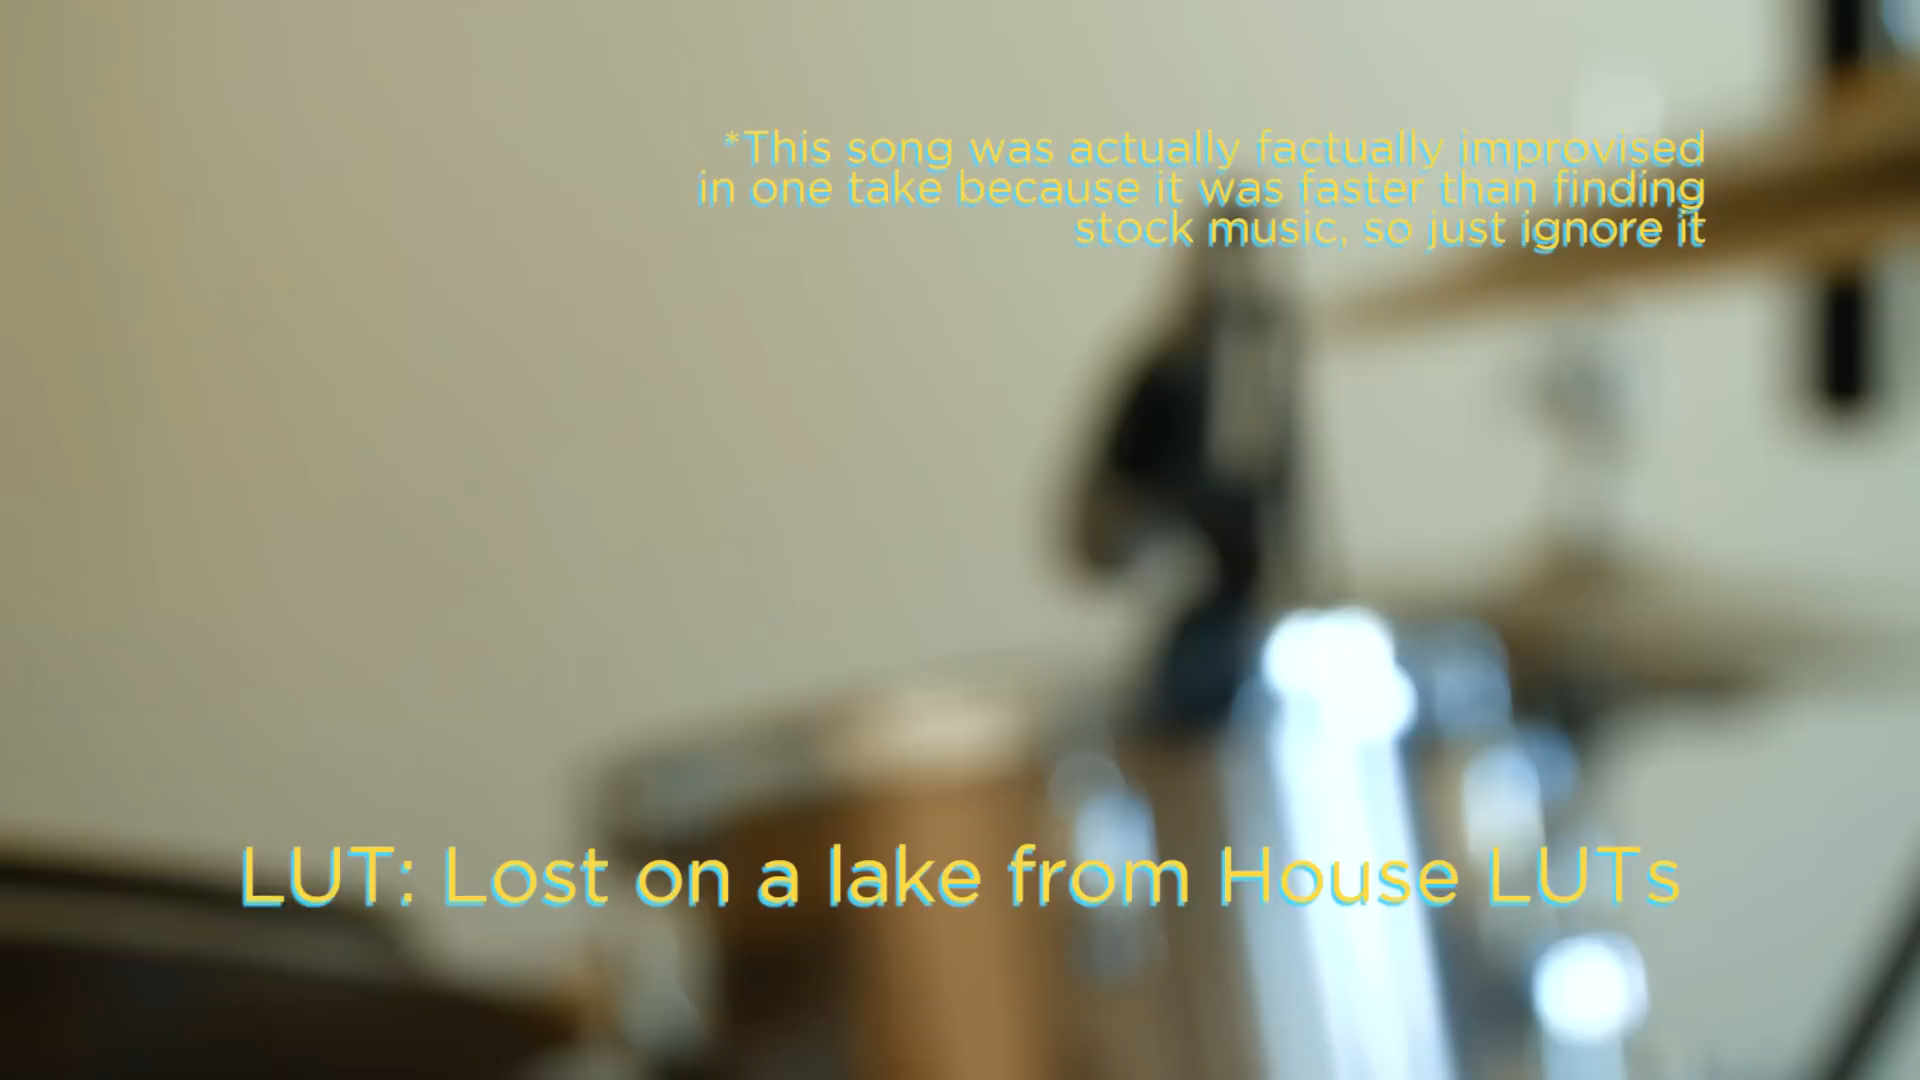 *This song was actually factually improvised
in one take because it was faster than finding
stock music, so just ignore it
LUT: Lost on a lake from House LUTs